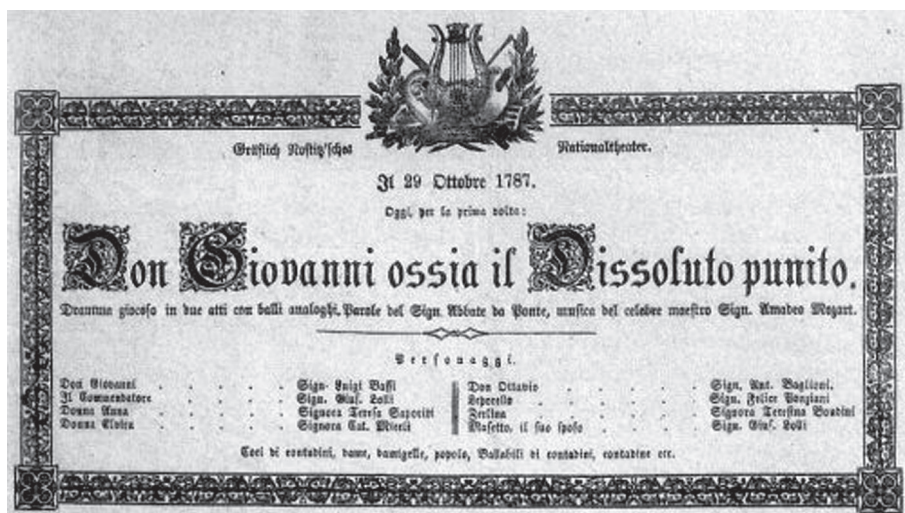 Gräflich Nostitz'sches Nationaltheater.
Il 29 Ottobre 1787.
Oggi, per la prima volta:
Don Giovanni ossia il Dissoluto punito.
Dramma giocoso in due atti con balli analoghi, Parole del Sign. Abbate da Ponte, musica del celebre maestro Sign. Amadeo Mozart.
Personaggi.
Don Giovanni . . . . . Sign. Luigi Bassi
Il Commendatore . . . . . Sign. Gius. Lolli
Donna Anna . . . . . Signora Teresa Saporiti
Donna Elvira . . . . . Signora Cat. Micelli
Don Ottavio . . . . . Sign. Ant. Baglioni.
Leporello . . . . . Sign. Felice Ponziani
Zerlina . . . . . Signora Teresina Bondini
Masetto, il suo sposo . . . . Sign. Gius. Lolli
Cori di contadini, dame, damigelle, popolo, Ballabili di contadini, contadine etc.